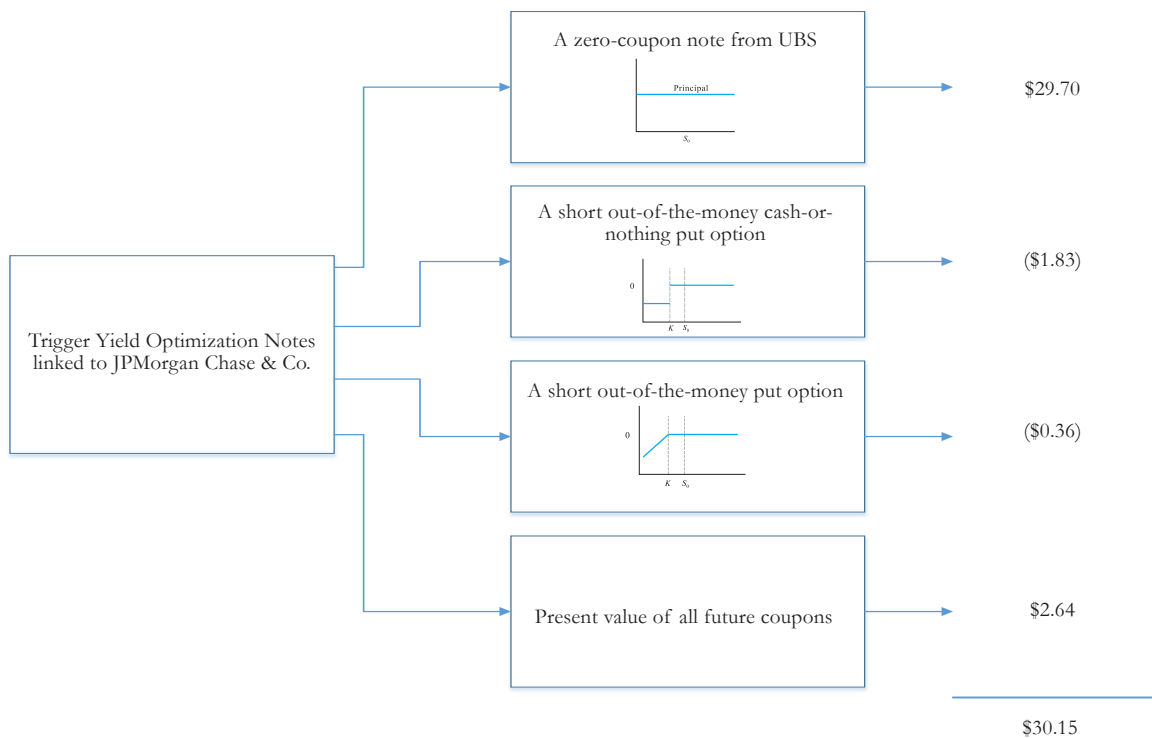 A zero-coupon note from UBS
Principal
S0
$29.70
A short out-of-the-money cash-or-
nothing put option
0
K
S0
($1.83)
Trigger Yield Optimization Notes
linked to JPMorgan Chase & Co.
A short out-of-the-money put option
0
K
S0
($0.36)
Present value of all future coupons
$2.64
$30.15